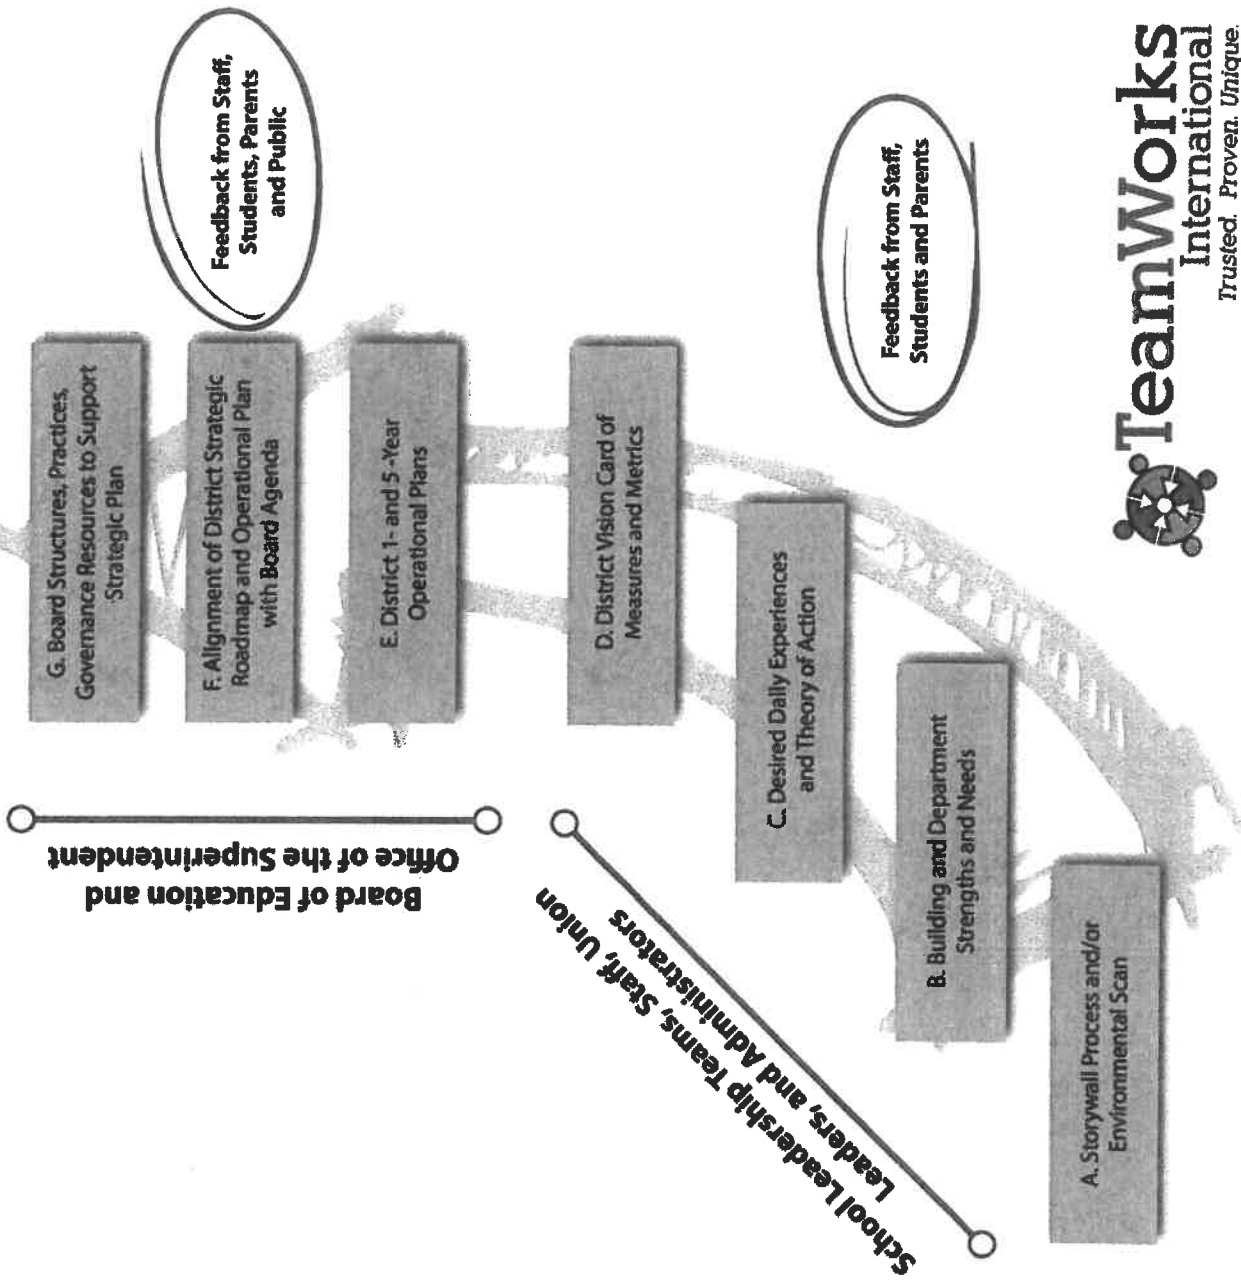 G. Board Structures, Practices,
Governance Resources to Support
Strategic Plan
F. Alignment of District Strategic
Roadmap and Operational Plan
with Board Agenda
E. District 1- and 5 -Year
Operational Plans
D. District Vision Card of
Measures and Metrics
C. Desired Daily Experiences
and Theory of Action
B. Building and Department
Strengths and Needs
A. Storywall Process and/or
Environmental Scan
Board of Education and
Office of the Superintendent
School Leadership Teams, Staff, Union
Leaders, and Administrators
Feedback from Staff,
Students, Parents
and Public
Feedback from Staff,
Students and Parents
TeamWorks
International
Trusted. Proven. Unique.